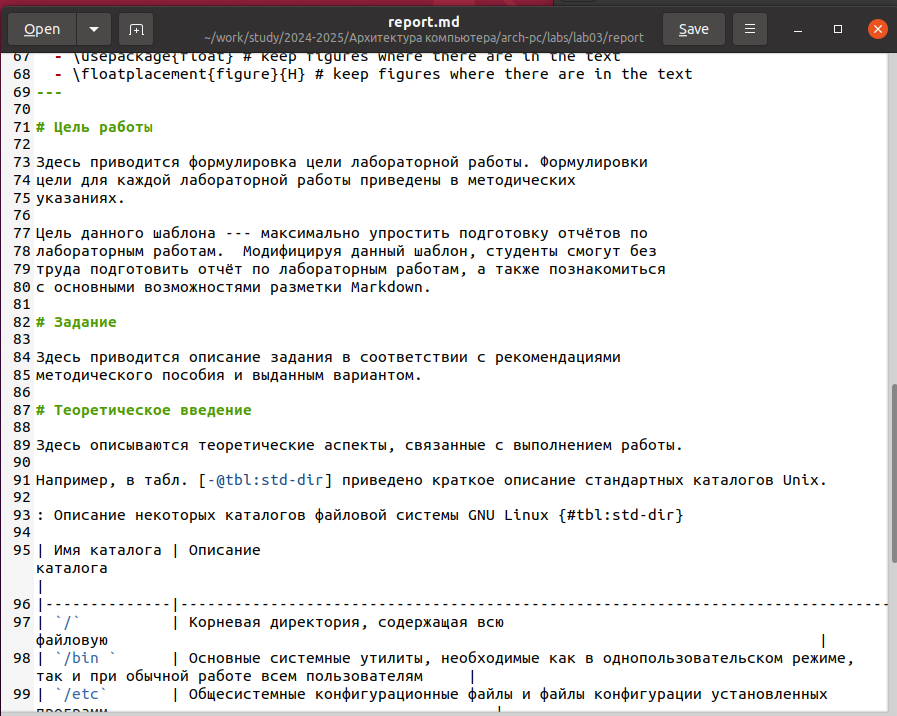 Open
report.md
~/work/study/2024-2025/Архитектура компьютера/arch-pc/labs/lab03/report
Save
67 - \usepackage{float} # keep figures where there are in the text
68 - \floatplacement{figure}{H} # keep figures where there are in the text
69 ---
70
71 # Цель работы
72
73 Здесь приводится формулировка цели лабораторной работы. Формулировки
74 цели для каждой лабораторной работы приведены в методических
75 указаниях.
76
77 Цель данного шаблона --- максимально упростить подготовку отчётов по
78 лабораторным работам.  Модифицируя данный шаблон, студенты смогут без
79 труда подготовить отчёт по лабораторным работам, а также познакомиться
80 с основными возможностями разметки Markdown.
81
82 # Задание
83
84 Здесь приводится описание задания в соответствии с рекомендациями
85 методического пособия и выданным вариантом.
86
87 # Теоретическое введение
88
89 Здесь описываются теоретические аспекты, связанные с выполнением работы.
90
91 Например, в табл. [-@tbl:std-dir] приведено краткое описание стандартных каталогов Unix.
92
93 : Описание некоторых каталогов файловой системы GNU Linux {#tbl:std-dir}
94
95 | Имя каталога | Описание
каталога
|
96 |--------------|--------------------------------------------------------------------------------
97 | `/` | Корневая директория, содержащая всю
файловую |
98 | `/bin ` | Основные системные утилиты, необходимые как в однопользовательском режиме,
так и при обычной работе всем пользователям |
99 | `/etc` | Общесистемные конфигурационные файлы и файлы конфигурации установленных
программ |